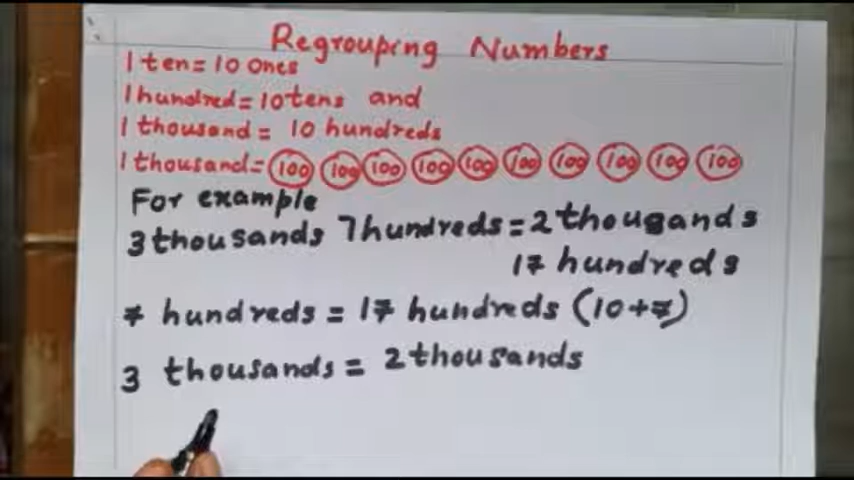 Regrouping Numbers
1 ten = 10 Ones
1 hundred = 10 tens and
1 thousand = 10 hundreds
1 thousand = 100 100 100 100 100 100 100 100 100 100
For example
3 thousands 7 hundreds = 2 thousands
17 hundreds
7 hundreds = 17 hundreds (10+7)
3 thousands = 2 thousands